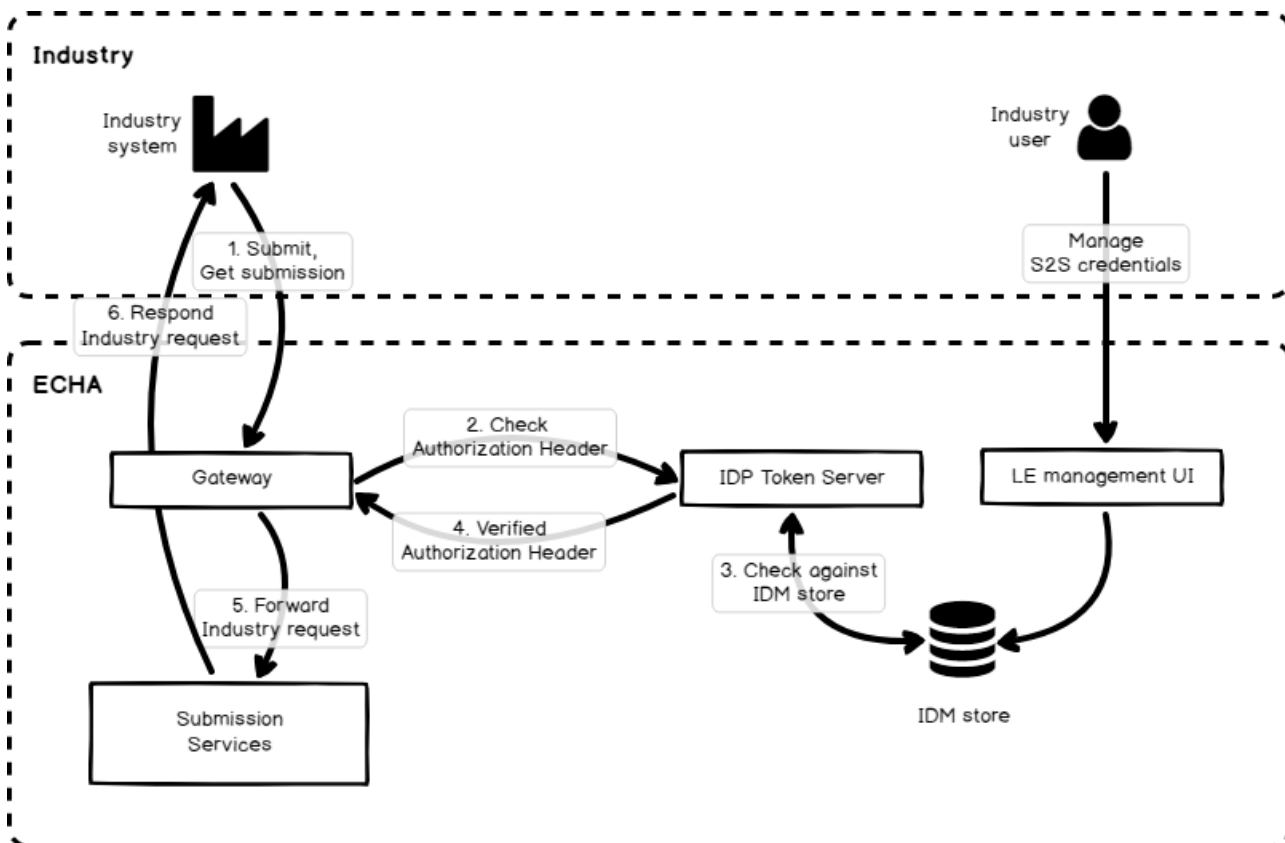 Industry
Industry
system
Industry
user
1. Submit,
Get submission
Manage
S2S credentials
6. Respond
Industry request
ECHA
2. Check
Authorization Header
Gateway
IDP Token Server
LE management UI
4. Verified
Authorization Header
3. Check against
IDM store
5. Forward
Industry request
Submission
Services
IDM store